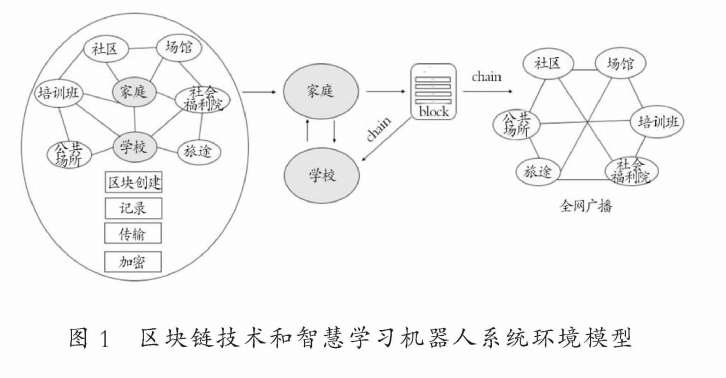 社区
场馆
培训班
家庭
社会
福利院
公共
场所
学校
旅途
区块创建
记录
传输
加密
家庭
学校
block
chain
chain
社区
场馆
公共
场所
培训班
旅途
社会
福利院
全网广播
图 1 区块链技术和智慧学习机器人系统环境模型